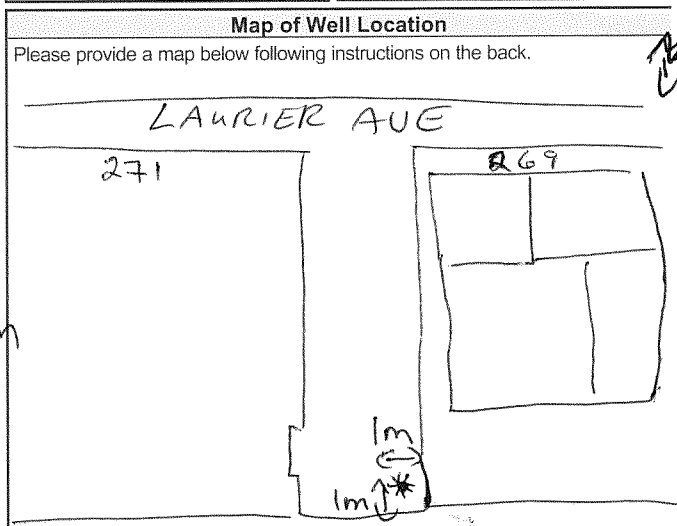 Map of Well Location
Please provide a map below following instructions on the back.
LAURIER AVE
271
269
1m
1m